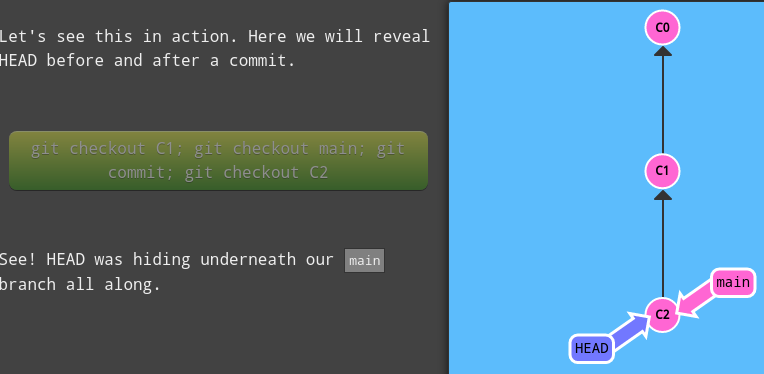 Let's see this in action. Here we will reveal
HEAD before and after a commit.
git checkout C1; git checkout main; git
commit; git checkout C2
See! HEAD was hiding underneath our main
branch all along.
C0
C1
main
C2
HEAD